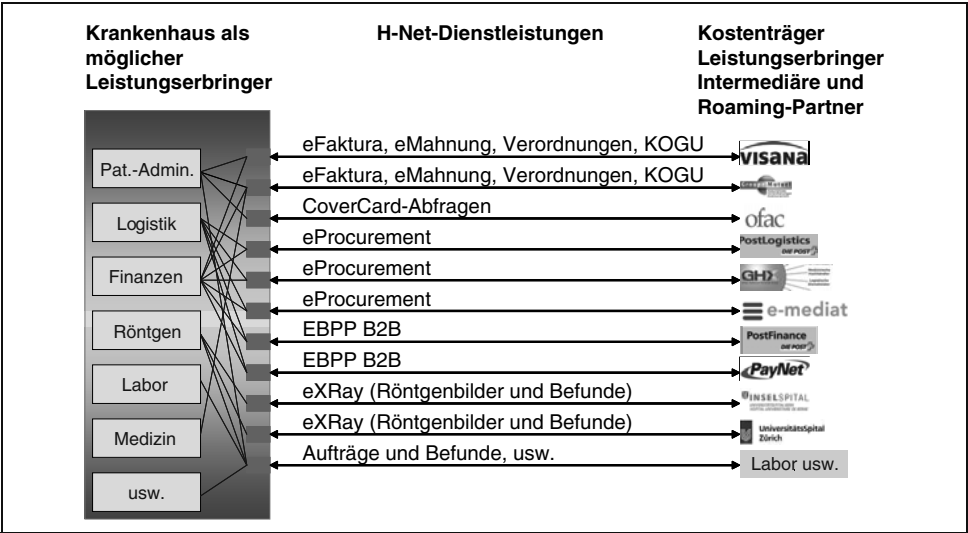 Krankenhaus als
möglicher
Leistungserbringer
H-Net-Dienstleistungen
Kostenträger
Leistungserbringer
Intermediäre und
Roaming-Partner
Pat.-Admin.
Logistik
Finanzen
Röntgen
Labor
Medizin
usw.
eFaktura, eMahnung, Verordnungen, KOGU
visana
eFaktura, eMahnung, Verordnungen, KOGU
CoverCard-Abfragen
ofac
eProcurement
PostLogistics
DIE POST
eProcurement
GHX
eProcurement
e-mediat
EBPP B2B
PostFinance
DIE POST
EBPP B2B
PayNet
eXRay (Röntgenbilder und Befunde)
INSELSPITAL
eXRay (Röntgenbilder und Befunde)
UniversitätsSpital
Zürich
Aufträge und Befunde, usw.
Labor usw.